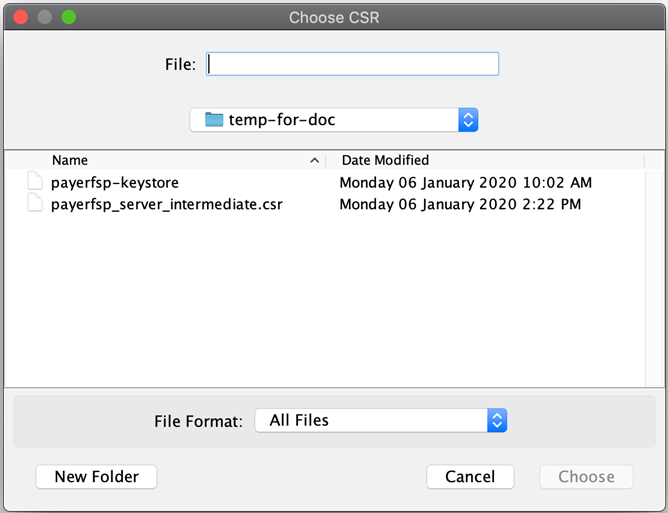 Choose CSR
File:
temp-for-doc
Name Date Modified
payerfsp-keystore Monday 06 January 2020 10:02 AM
payerfsp_server_intermediate.csr Monday 06 January 2020 2:22 PM
File Format: All Files
New Folder Cancel Choose